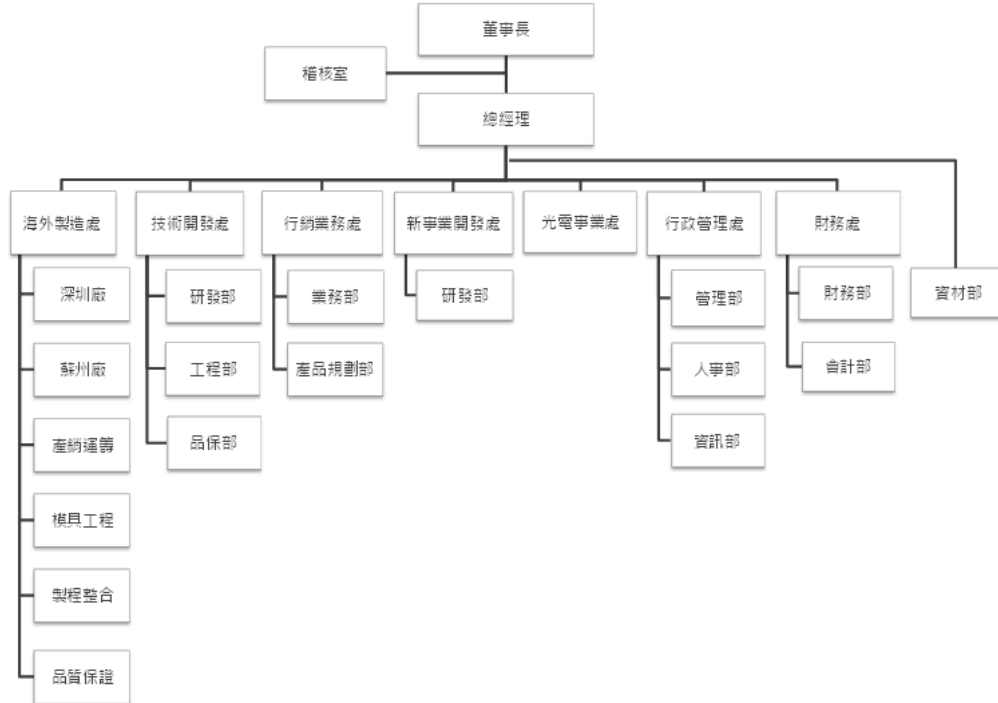 董事長
稽核室
總經理
海外製造處
技術開發處
行銷業務處
新事業開發處
光電事業處
行政管理處
財務處
深圳廠
研發部
業務部
研發部
管理部
財務部
資材部
蘇州廠
工程部
產品規劃部
人事部
會計部
產銷運籌
品保部
資訊部
模具工程
製程整合
品質保證